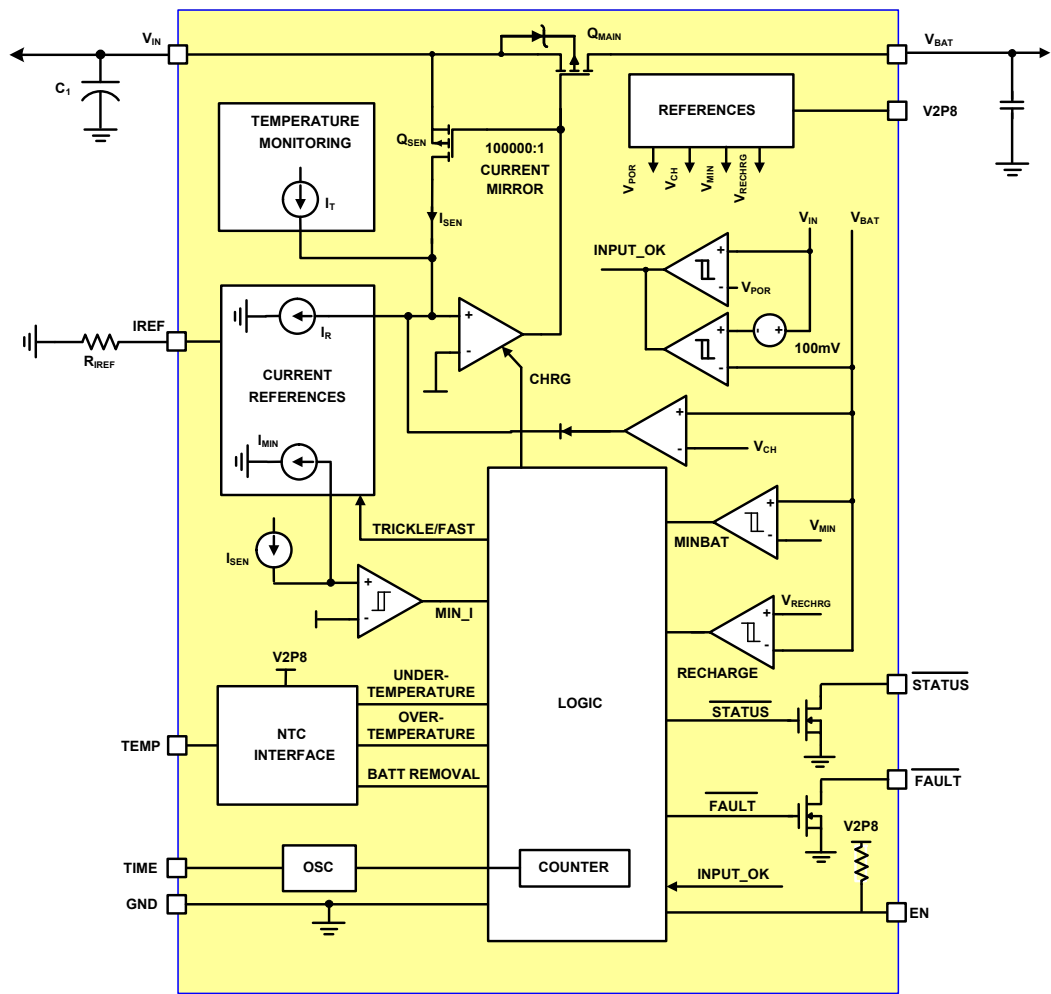 VIN
QMAIN
VBAT
C1
TEMPERATURE
MONITORING
IT
QSEN
100000:1
CURRENT
MIRROR
ISEN
REFERENCES
V2P8
VPOR
VCH
VMIN
VRECHRG
VIN
VBAT
INPUT_OK
+
-
VPOR
+
-
- +
100mV
IREF
RIREF
IR
CURRENT
REFERENCES
IMIN
+
-
CHRG
+
-
VCH
TRICKLE/FAST
ISEN
+
-
MIN_I
LOGIC
+
-
VMIN
MINBAT
VRECHRG
+
-
RECHARGE
V2P8
NTC
INTERFACE
TEMP
UNDER-
TEMPERATURE
OVER-
TEMPERATURE
BATT REMOVAL
STATUS
STATUS
FAULT
FAULT
V2P8
TIME
OSC
COUNTER
INPUT_OK
GND
EN